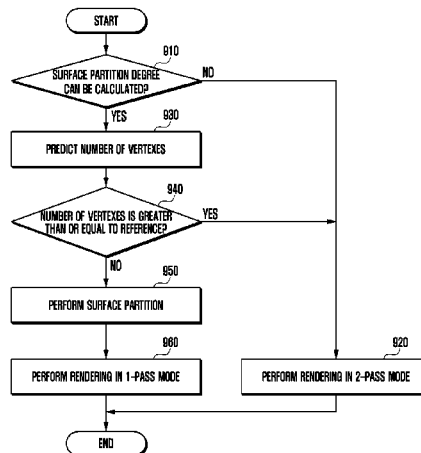 START
910
SURFACE PARTITION DEGREE
CAN BE CALCULATED?
NO
YES
930
PREDICT NUMBER OF VERTEXES
940
NUMBER OF VERTEXES IS GREATER
THAN OR EQUAL TO REFERENCE?
YES
NO
950
PERFORM SURFACE PARTITION
960
PERFORM RENDERING IN 1-PASS MODE
920
PERFORM RENDERING IN 2-PASS MODE
END